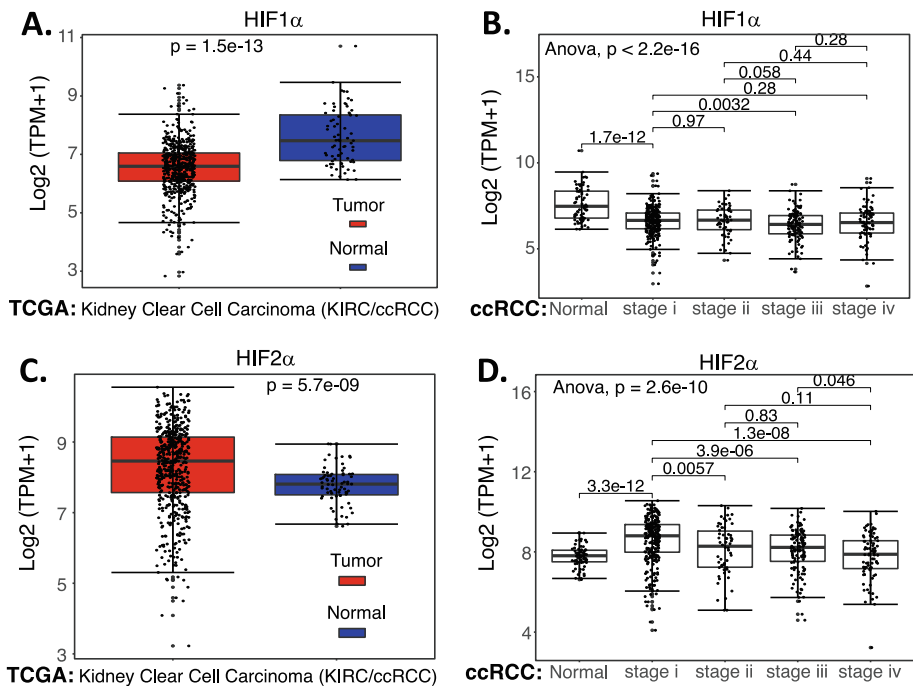 A.
HIF1α
p = 1.5e-13
11
9
7
5
3
Log2 (TPM+1)
Tumor
Normal
TCGA: Kidney Clear Cell Carcinoma (KIRC/ccRCC)
B.
HIF1α
Anova, p < 2.2e-16
0.28
0.44
0.058
0.28
0.0032
0.97
1.7e-12
15
10
5
Log2 (TPM+1)
ccRCC: Normal stage i stage ii stage iii stage iv
C.
HIF2α
p = 5.7e-09
9
7
5
3
Log2 (TPM+1)
Tumor
Normal
TCGA: Kidney Clear Cell Carcinoma (KIRC/ccRCC)
D.
HIF2α
Anova, p = 2.6e-10
0.046
0.11
0.83
1.3e-08
3.9e-06
0.0057
3.3e-12
16
12
8
4
Log2 (TPM+1)
ccRCC: Normal stage i stage ii stage iii stage iv